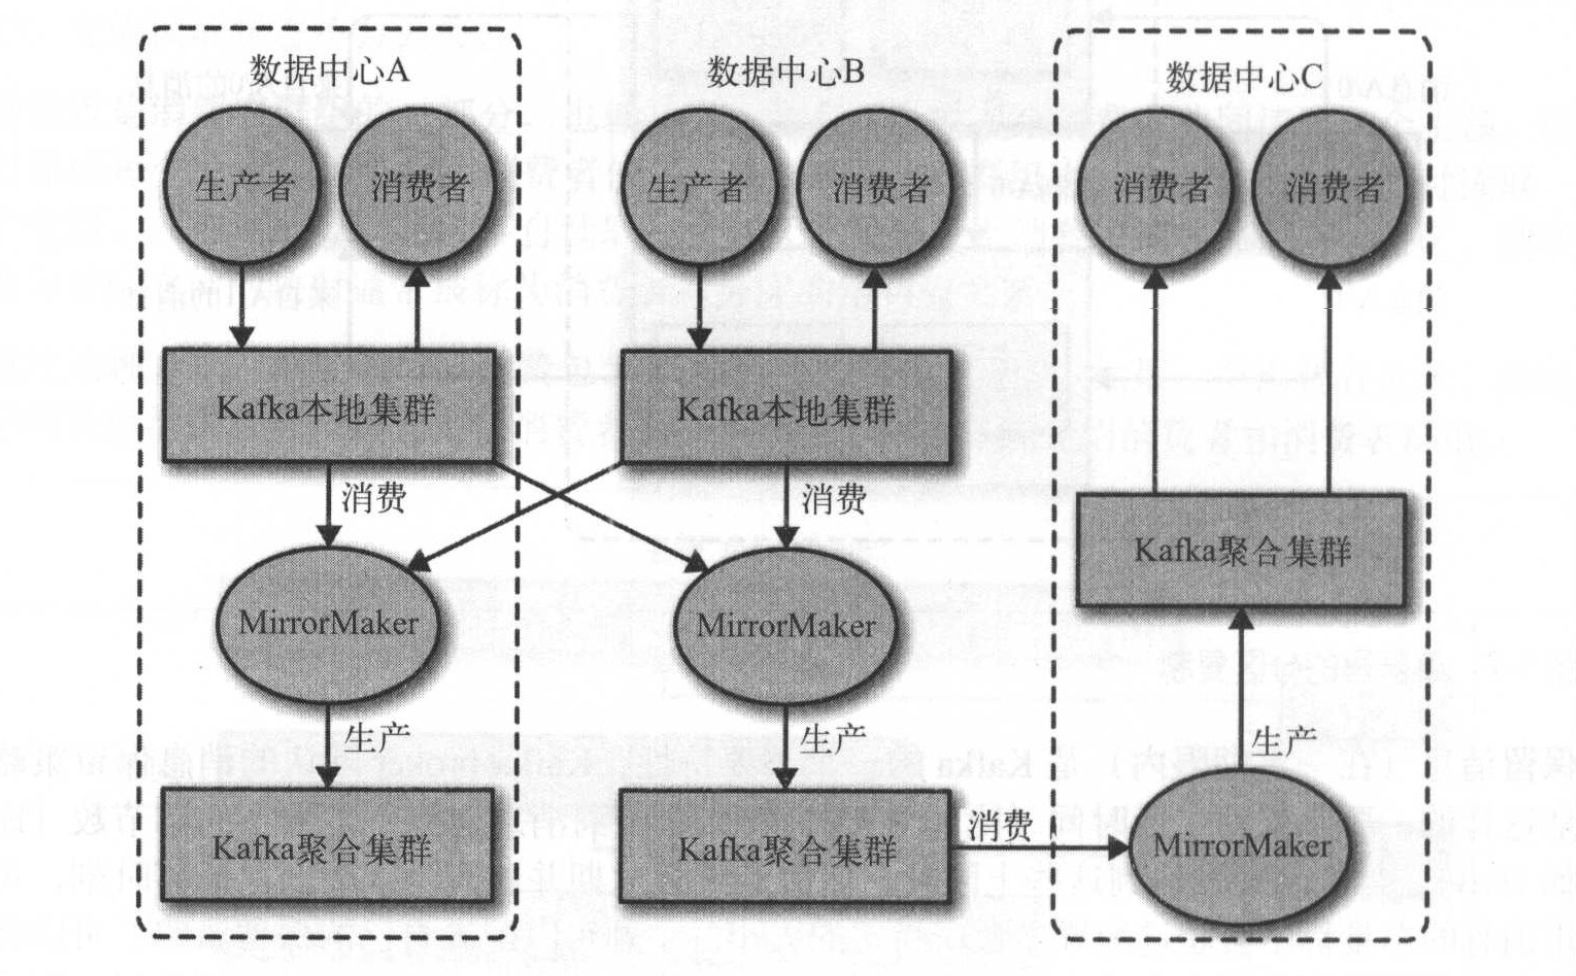 数据中心A
数据中心B
数据中心C
生产者
消费者
生产者
消费者
消费者
消费者
Kafka本地集群
Kafka本地集群
消费
消费
Kafka聚合集群
MirrorMaker
MirrorMaker
生产
生产
生产
Kafka聚合集群
Kafka聚合集群
消费
MirrorMaker